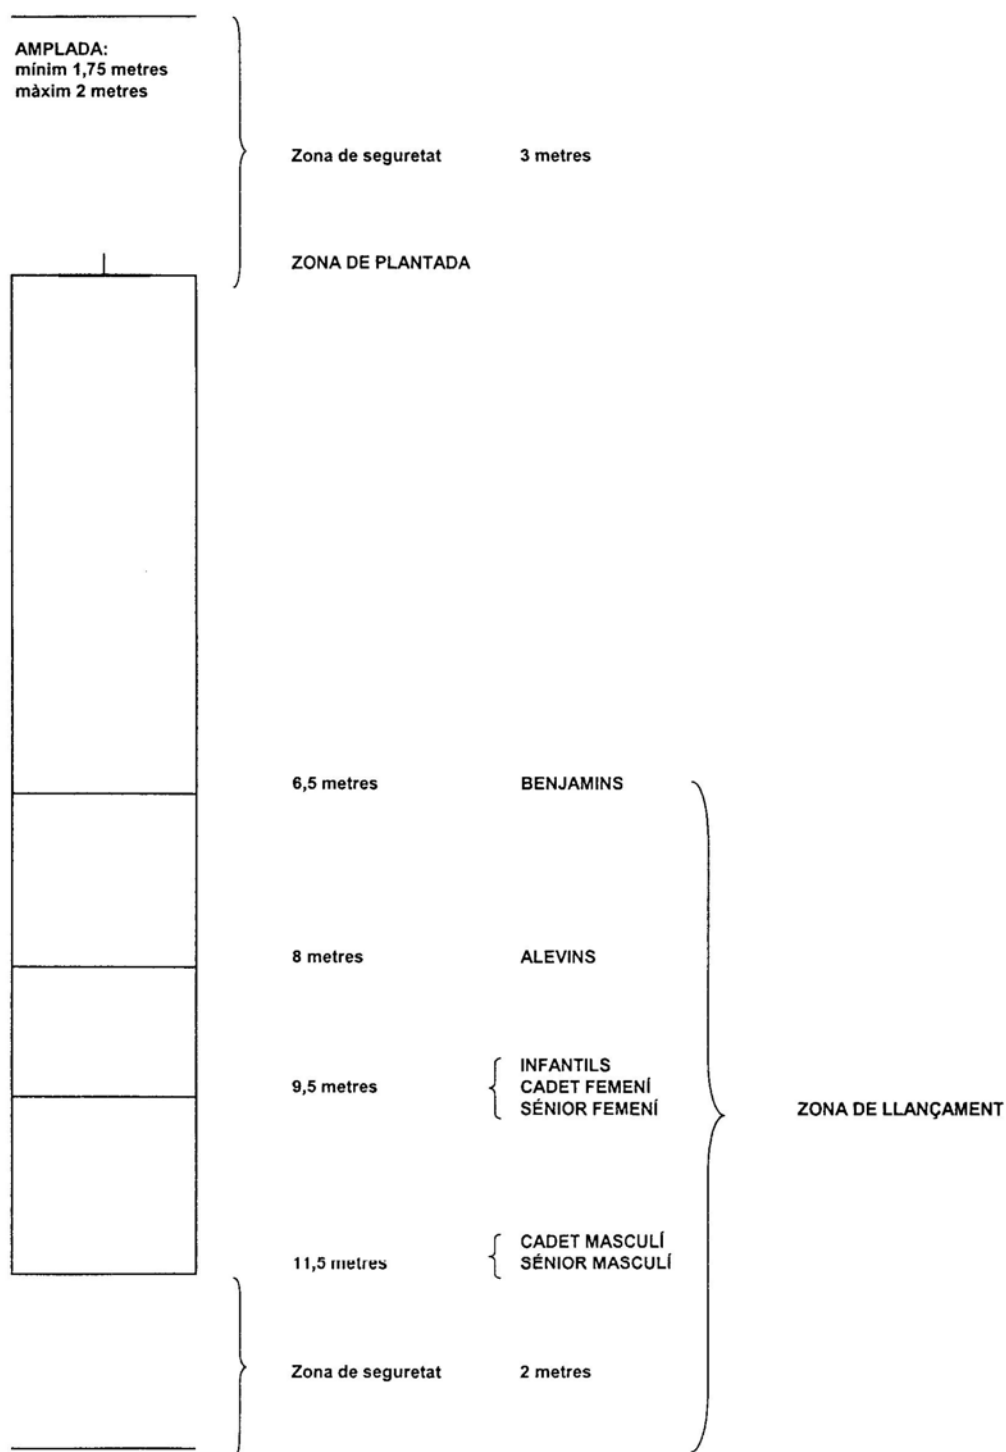 AMPLADA:
mínim 1,75 metres
màxim 2 metres
Zona de seguretat 3 metres
ZONA DE PLANTADA
6,5 metres BENJAMINS
8 metres ALEVINS
INFANTILS
9,5 metres CADET FEMENÍ
SÉNIOR FEMENÍ
ZONA DE LLANÇAMENT
CADET MASCULÍ
11,5 metres SÉNIOR MASCULÍ
Zona de seguretat 2 metres